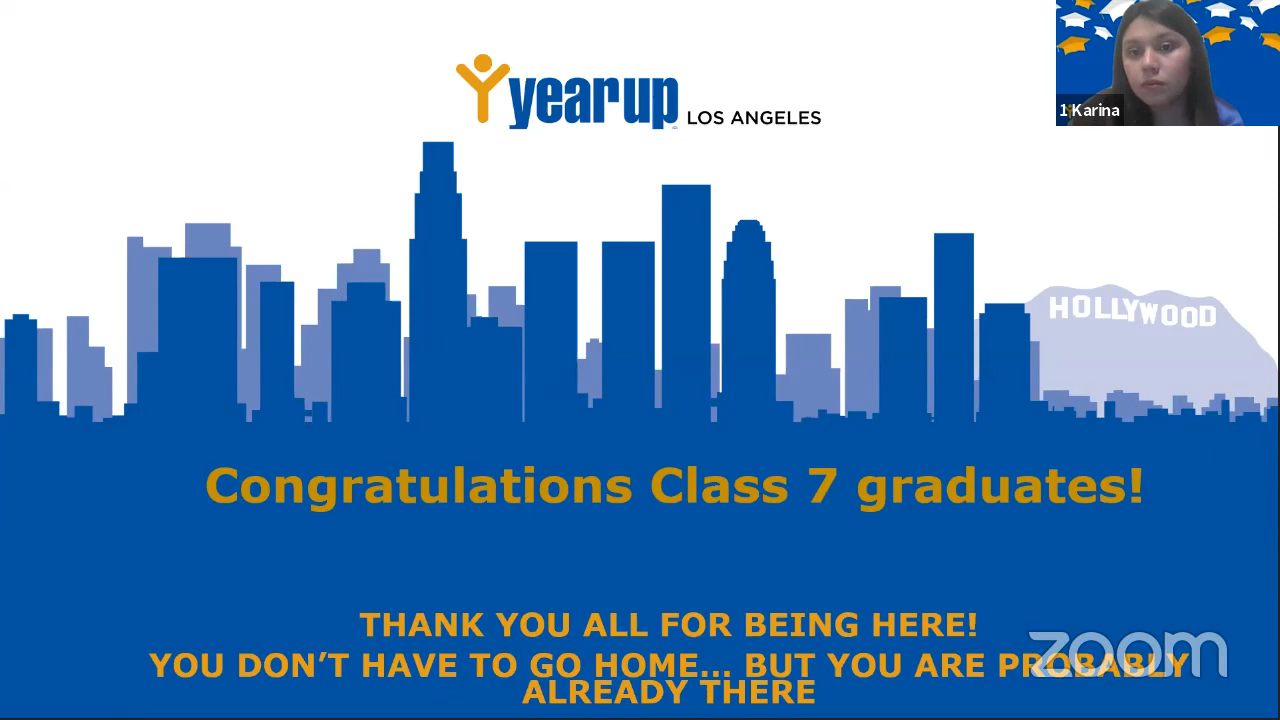 yearup LOS ANGELES
1 Karina
HOLLYWOOD
Congratulations Class 7 graduates!
THANK YOU ALL FOR BEING HERE!
YOU DON’T HAVE TO GO HOME... BUT YOU ARE PROBABLY
ALREADY THERE
zoom